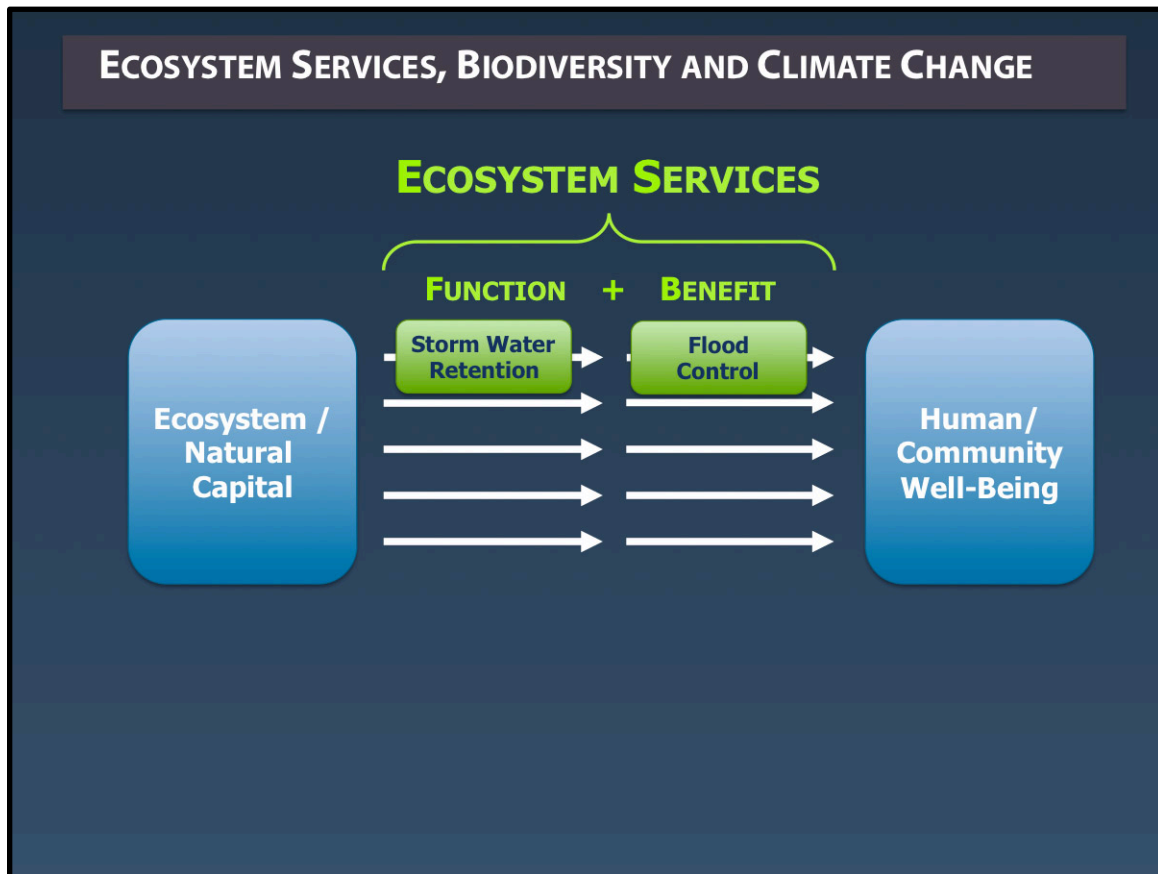 ECOSYSTEM SERVICES, BIODIVERSITY AND CLIMATE CHANGE
ECOSYSTEM SERVICES
FUNCTION + BENEFIT
Storm Water
Retention
Flood
Control
Ecosystem /
Natural
Capital
Human/
Community
Well-Being